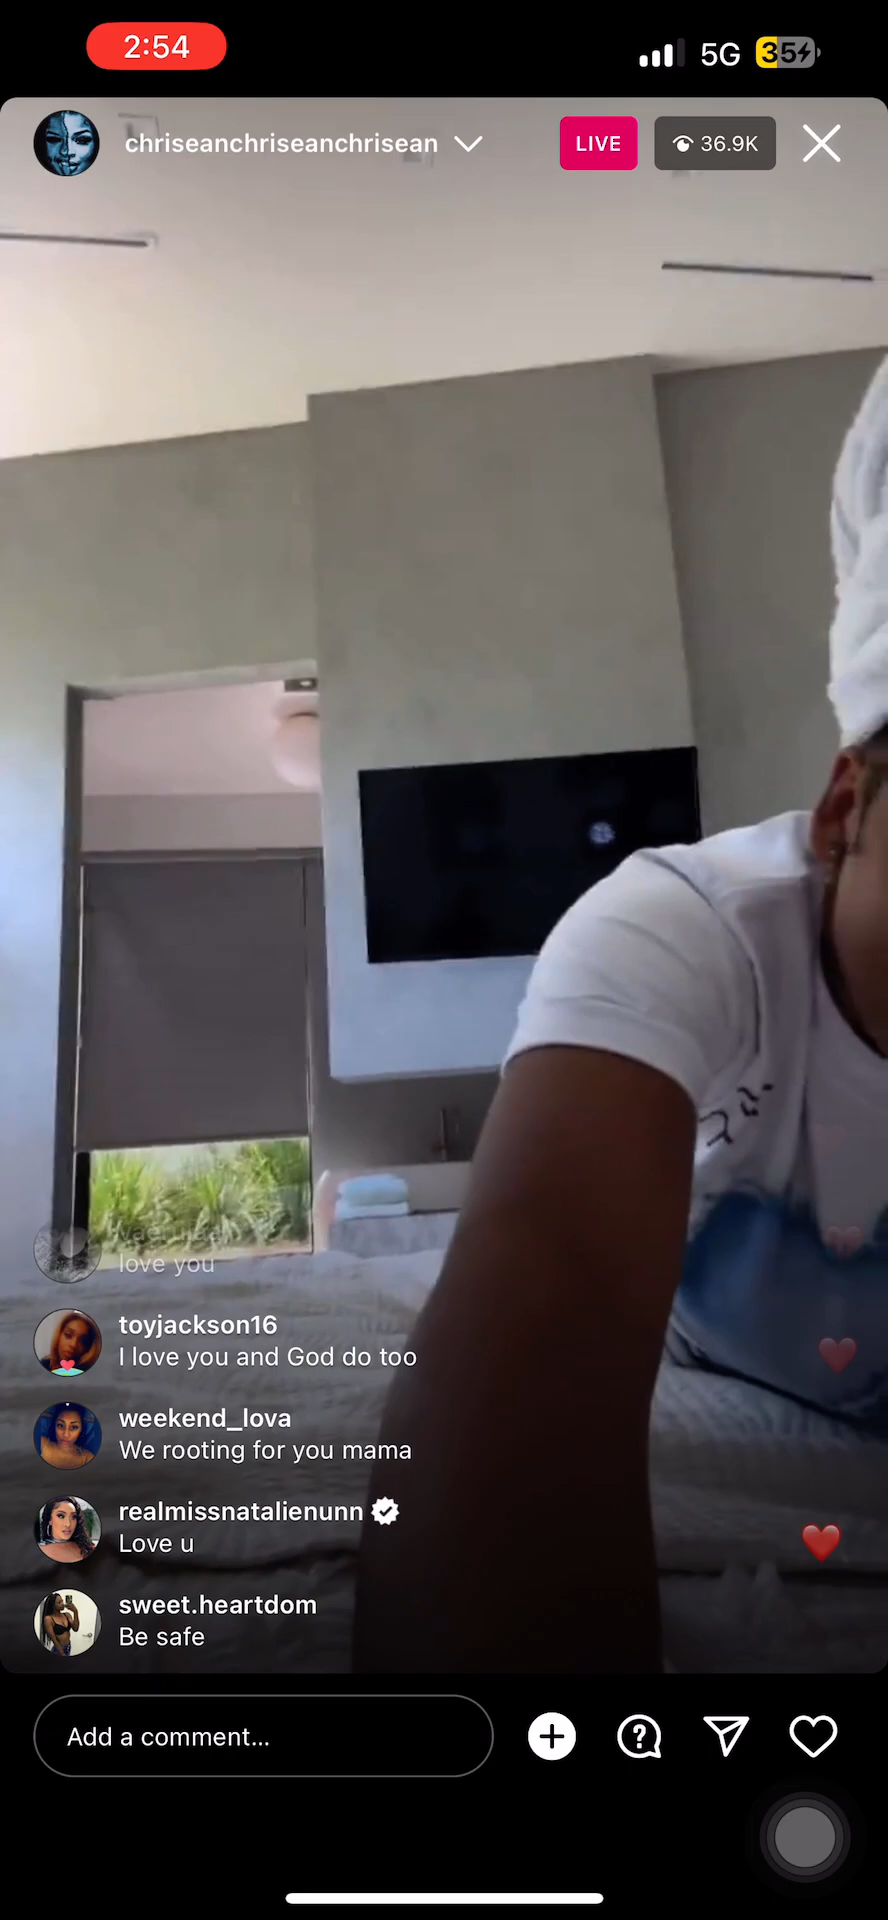 2:54
5G
35
chriseanchriseanchrisean
LIVE
36.9K
love you
toyjackson16
I love you and God do too
weekend_lova
We rooting for you mama
realmissnatalienunn
Love u
sweet.heartdom
Be safe
Add a comment...